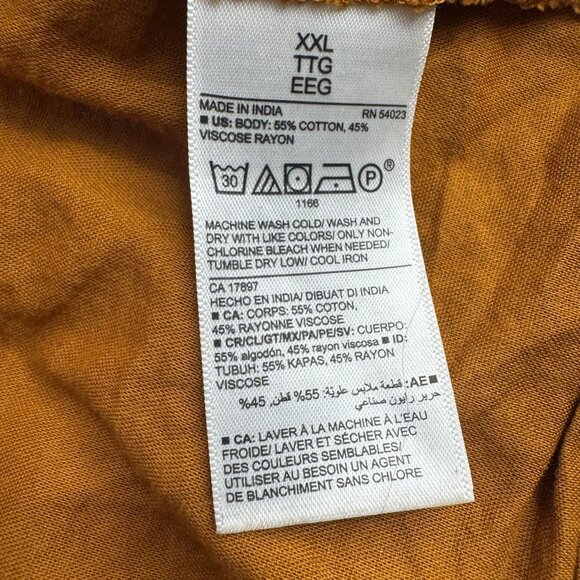 XXL
TTG
EEG
MADE IN INDIA RN 54023
■ US: BODY: 55% COTTON, 45%
VISCOSE RAYON
30 P ®
1166
MACHINE WASH COLD/ WASH AND
DRY WITH LIKE COLORS/ ONLY NON-
CHLORINE BLEACH WHEN NEEDED/
TUMBLE DRY LOW/ COOL IRON
CA 17897
HECHO EN INDIA/ DIBUAT DI INDIA
■ CA: CORPS: 55% COTON,
45% RAYONNE VISCOSE
■ CR/CL/GT/MX/PA/PE/SV: CUERPO:
55% algodón, 45% rayon viscosa ■ ID:
TUBUH: 55% KAPAS, 45% RAYON
VISCOSE
■ AE: قطعة ملابس علويّة: 55% قطن, 45%
حرير رايون صناعي
■ CA: LAVER À LA MACHINE À L'EAU
FROIDE/ LAVER ET SÉCHER AVEC
DES COULEURS SEMBLABLES/
UTILISER AU BESOIN UN AGENT
DE BLANCHIMENT SANS CHLORE